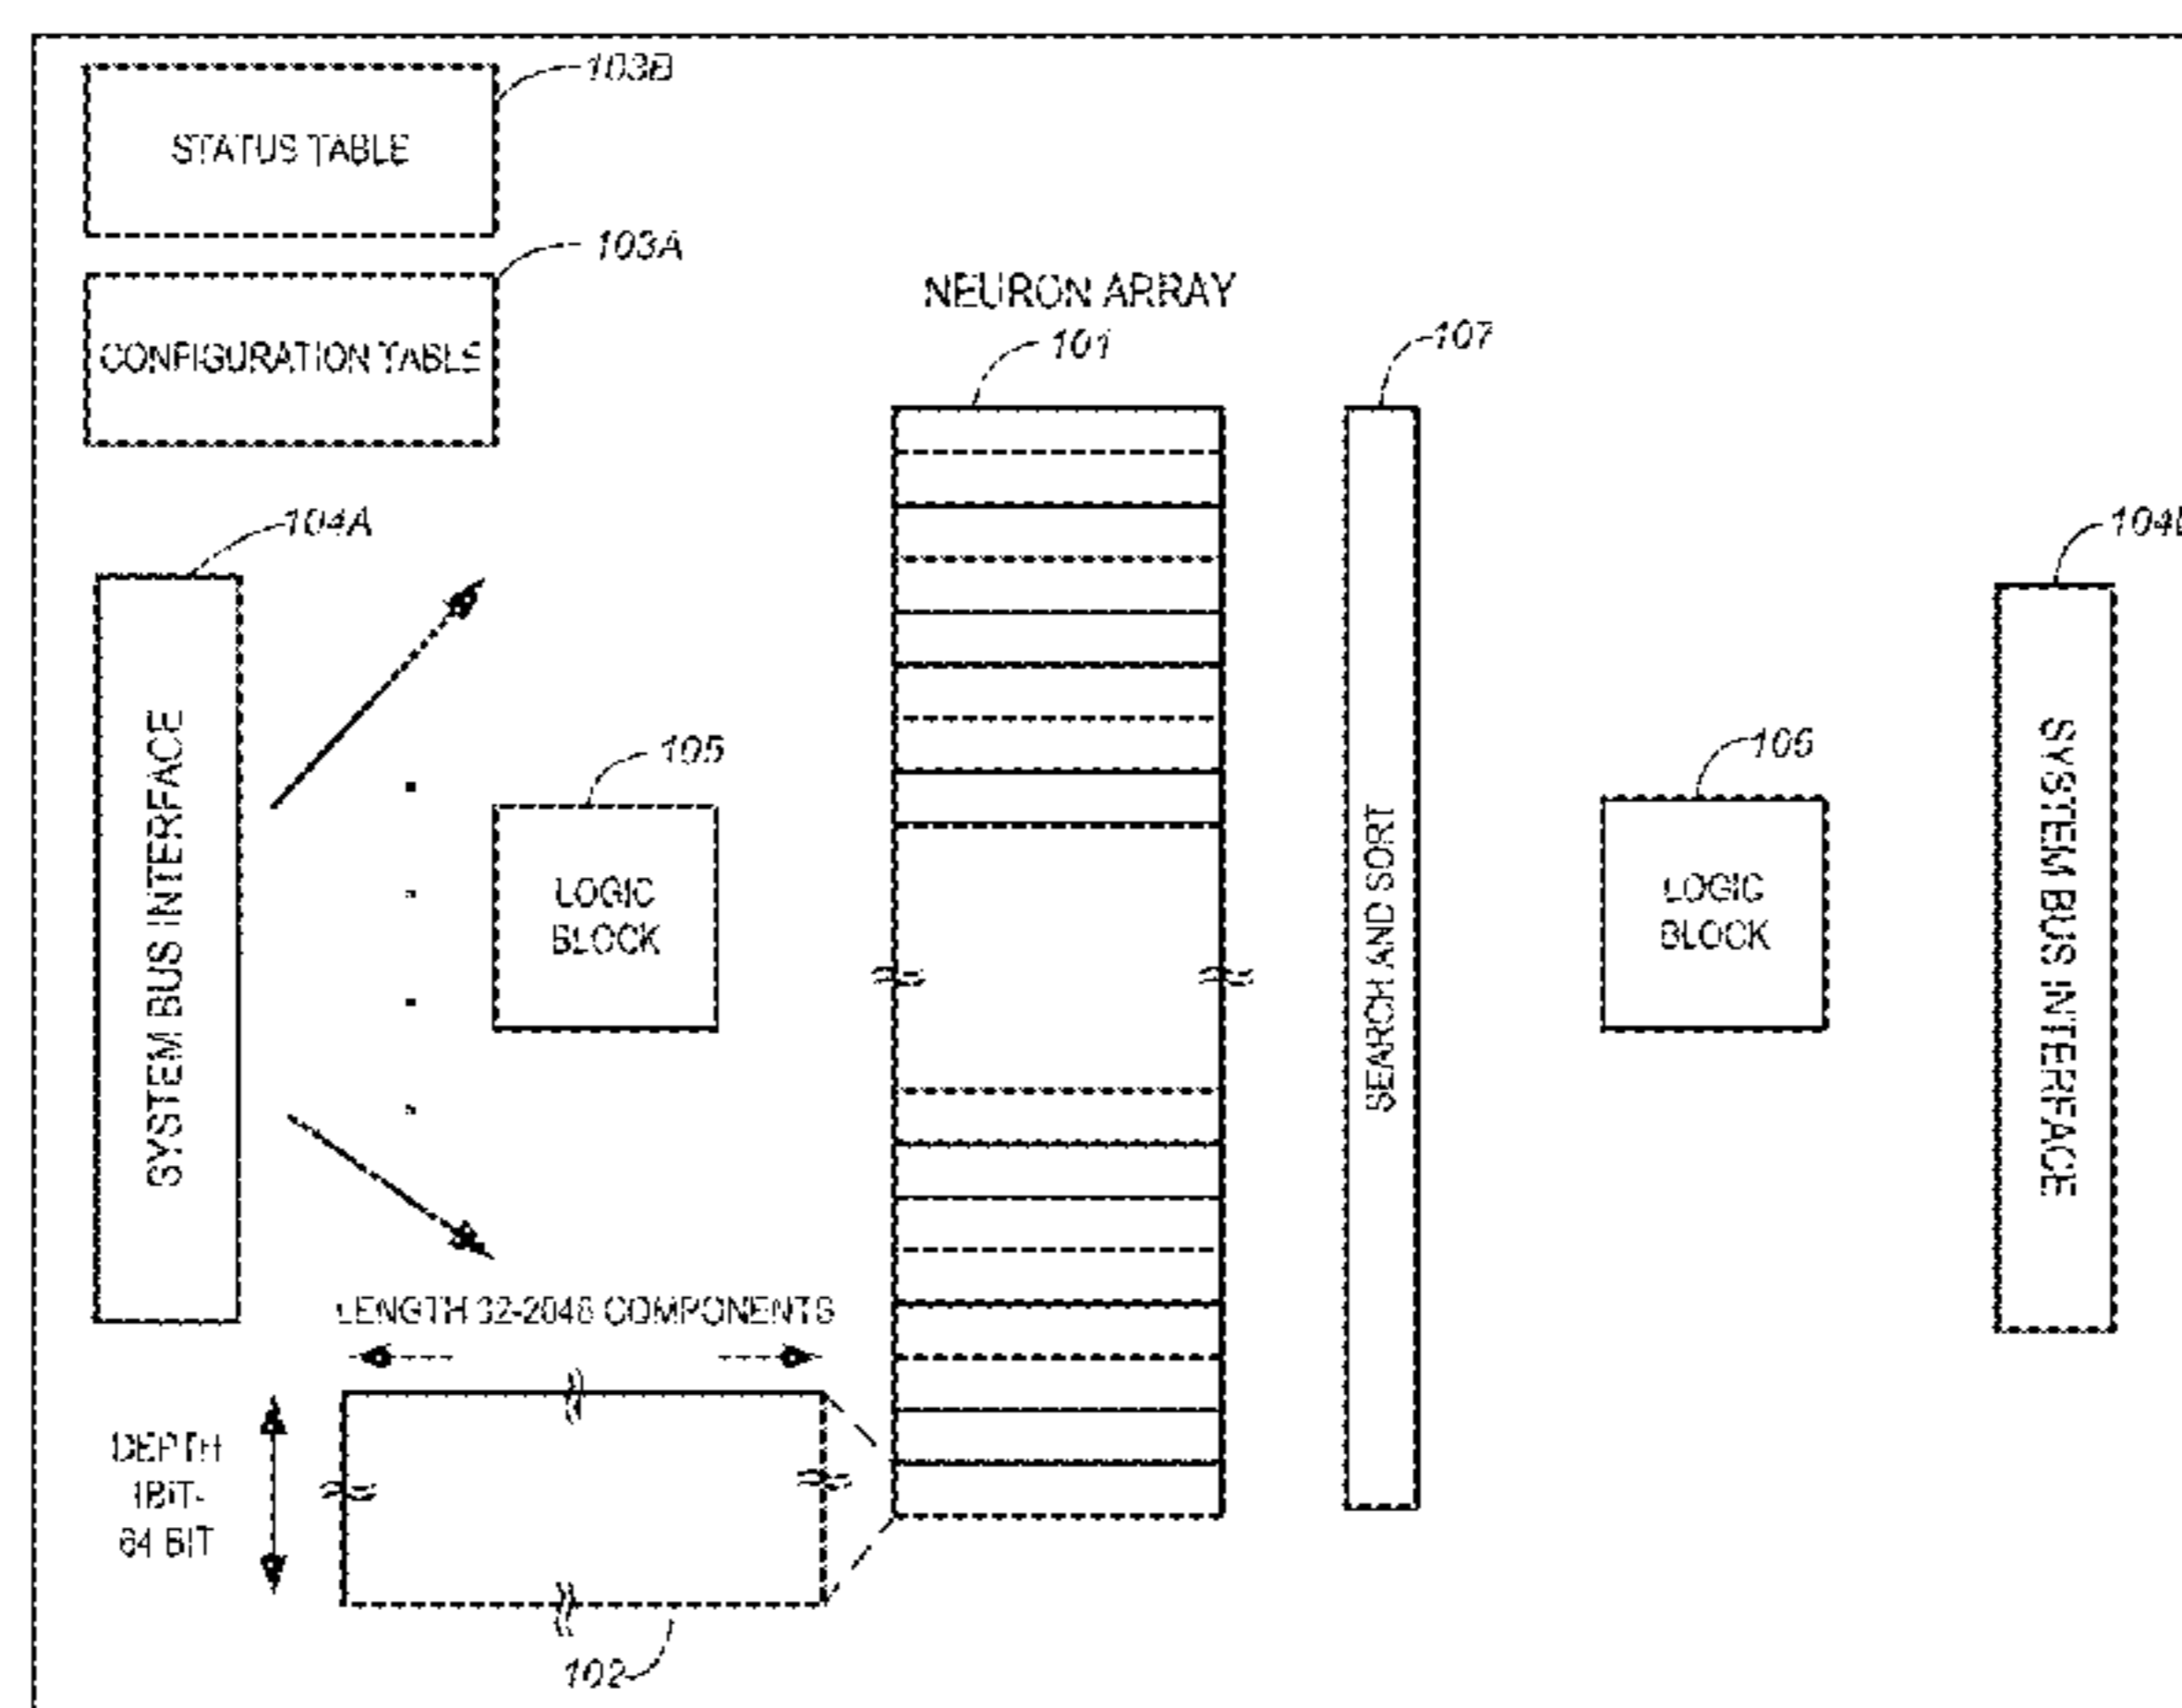 103B
STATUS TABLE
103A
CONFIGURATION TABLE
NEURON ARRAY
101
107
104A
SYSTEM BUS INTERFACE
105
LOGIC
BLOCK
SEARCH AND SORT
106
LOGIC
BLOCK
104
SYSTEM BUS INTERFACE
LENGTH 32-2048 COMPONENTS
DEPTH
1BIT-
64 BIT
102